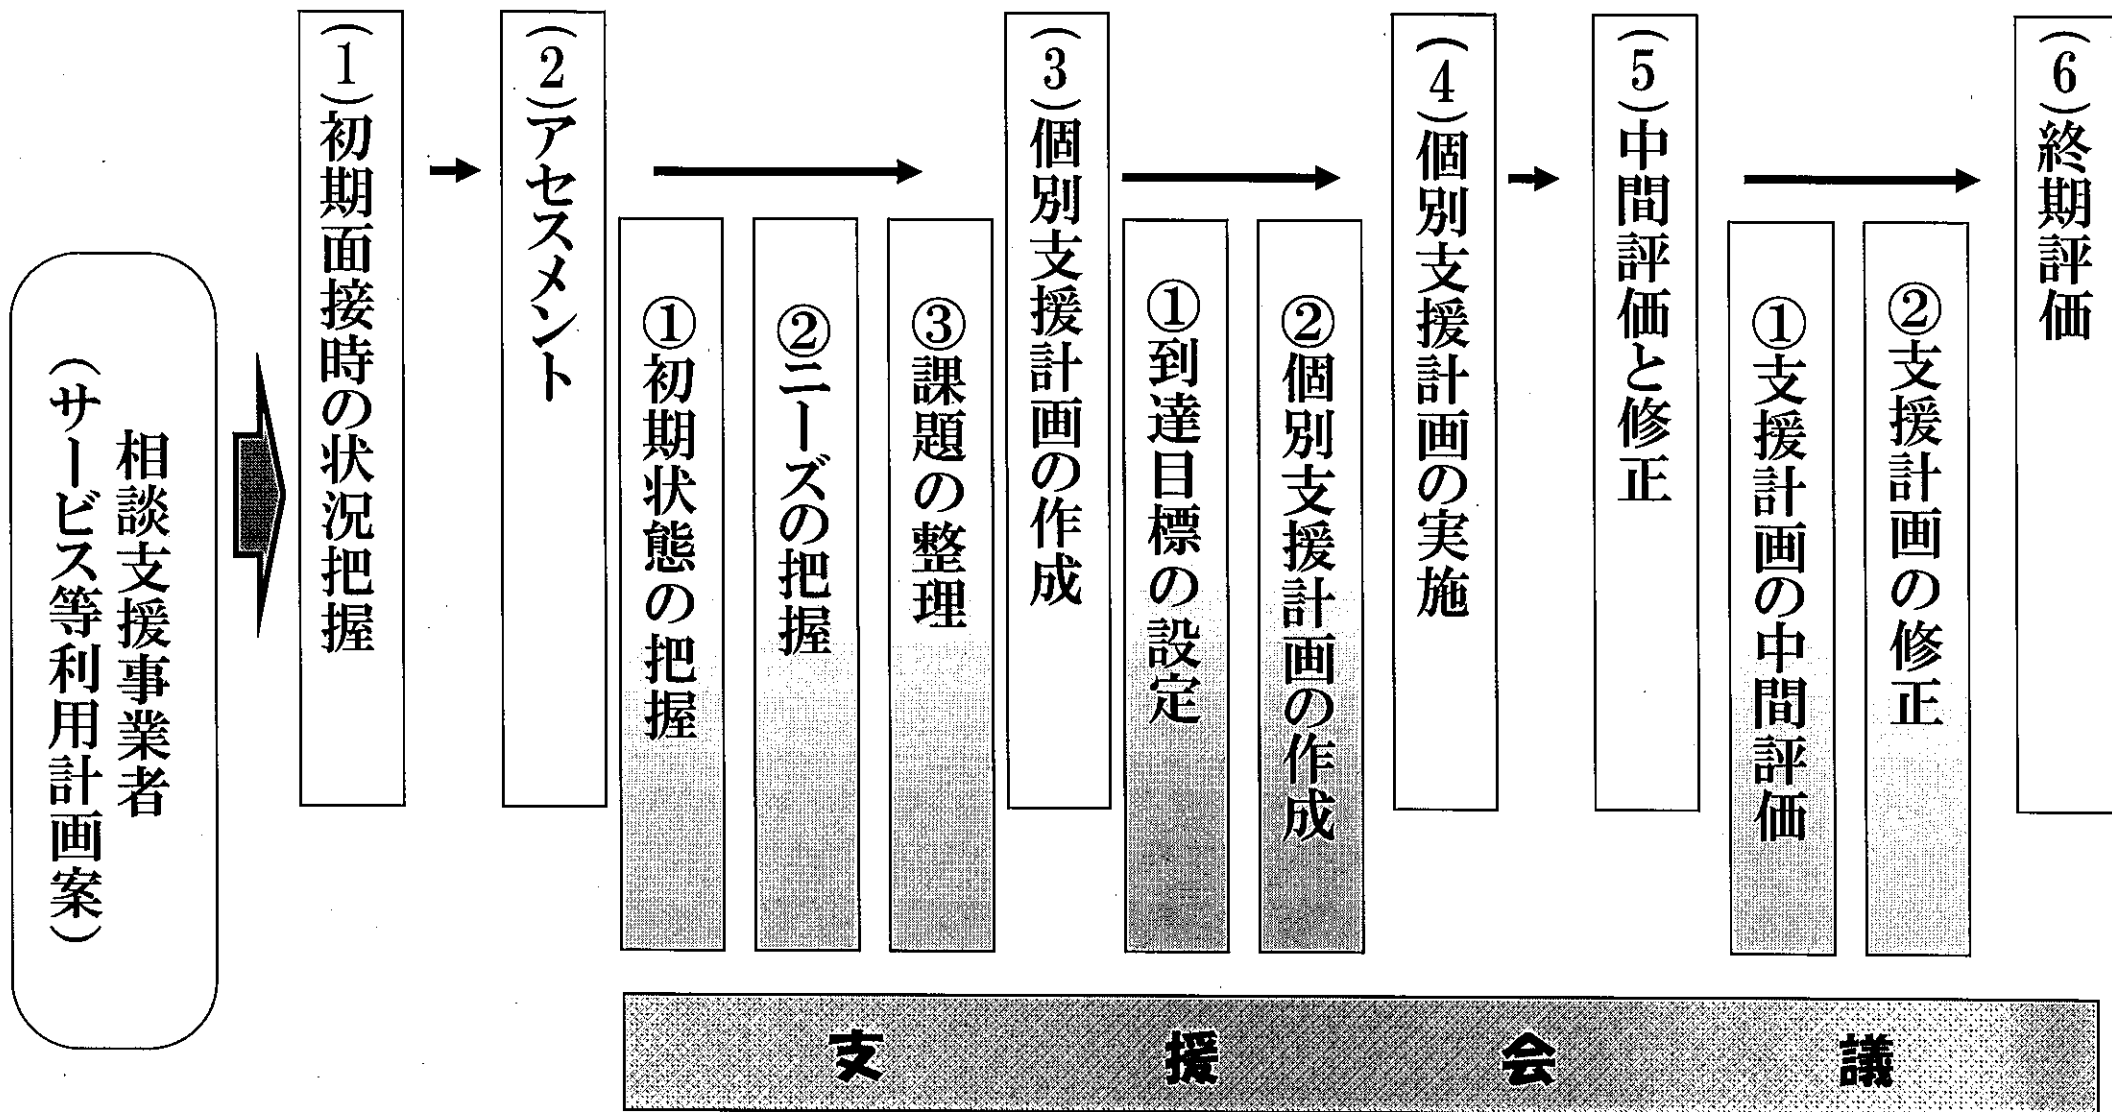 相談支援事業者
（サービス等利用計画案）
（1）初期面接時の状況把握
（2）アセスメント
①初期状態の把握
②ニーズの把握
③課題の整理
（3）個別支援計画の作成
①到達目標の設定
②個別支援計画の作成
（4）個別支援計画の実施
（5）中間評価と修正
①支援計画の中間評価
②支援計画の修正
（6）終期評価
支援会議